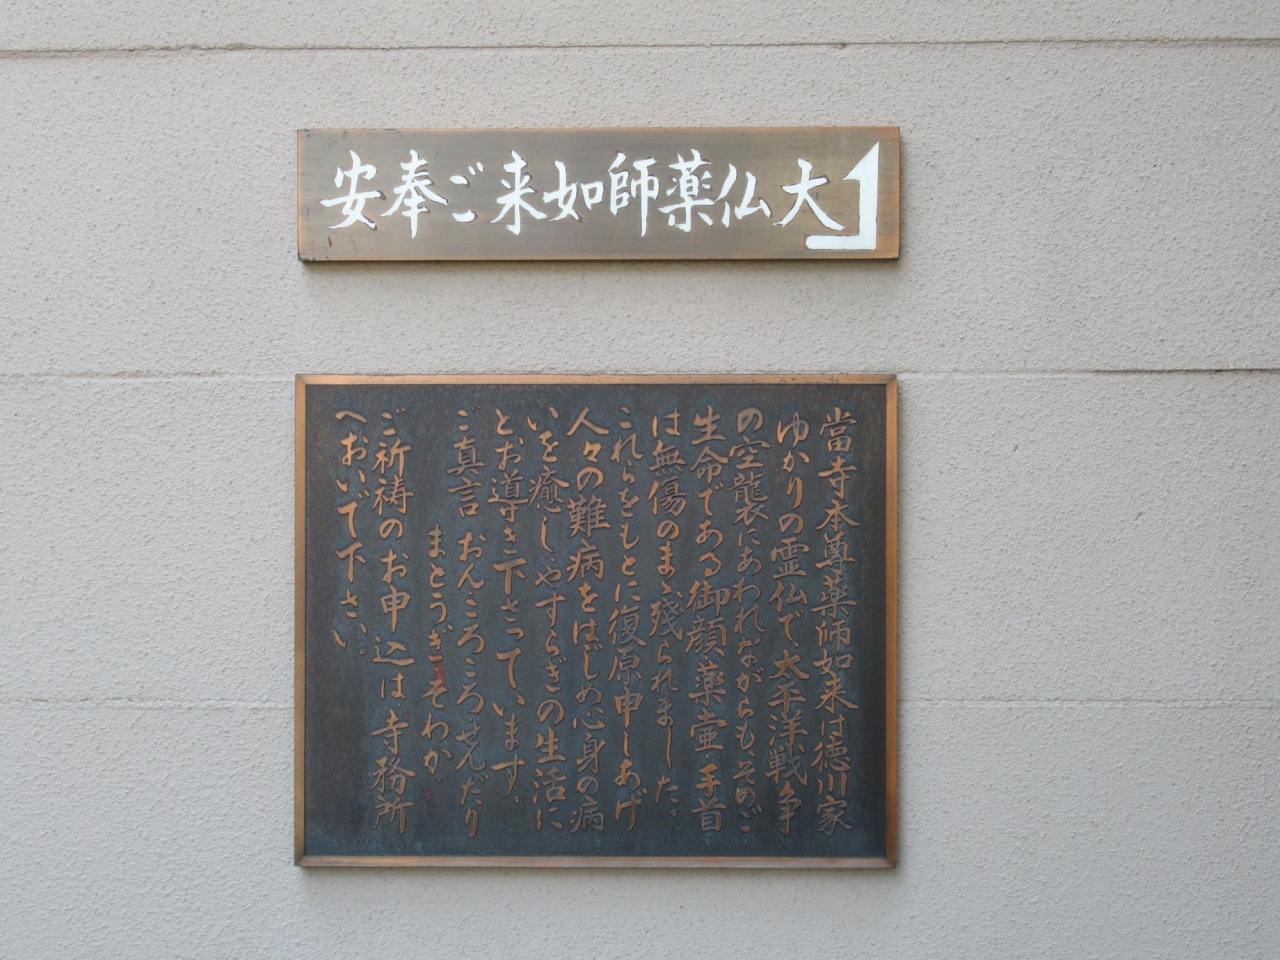 大仏薬師如来ご奉安
當寺本尊薬師如来は徳川家
ゆかりの霊仏で、太平洋戦争
の空襲にあわれながらも、そのご
生命である御顔・薬壷・手首
は無傷のまゝ残られました。
これらをもとに復原申しあげ
人々の難病をはじめ心身の病
いを癒し、やすらぎの生活に
とお導き下さっています。
ご真言 おん・ころころ・せんだり
まとうぎ・そわか、
ご祈祷のお申込は、寺務所
へおいで下さい。